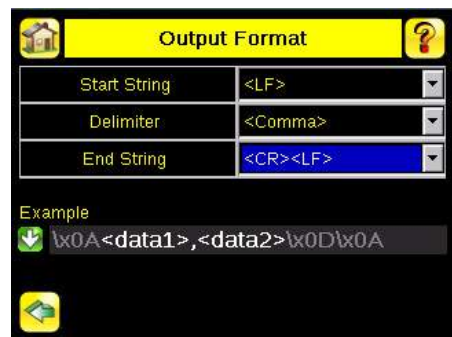 Output Format
?
Start String <LF>
Delimiter <Comma>
End String <CR><LF>
Example
\x0A<data1>,<data2>\x0D\x0A